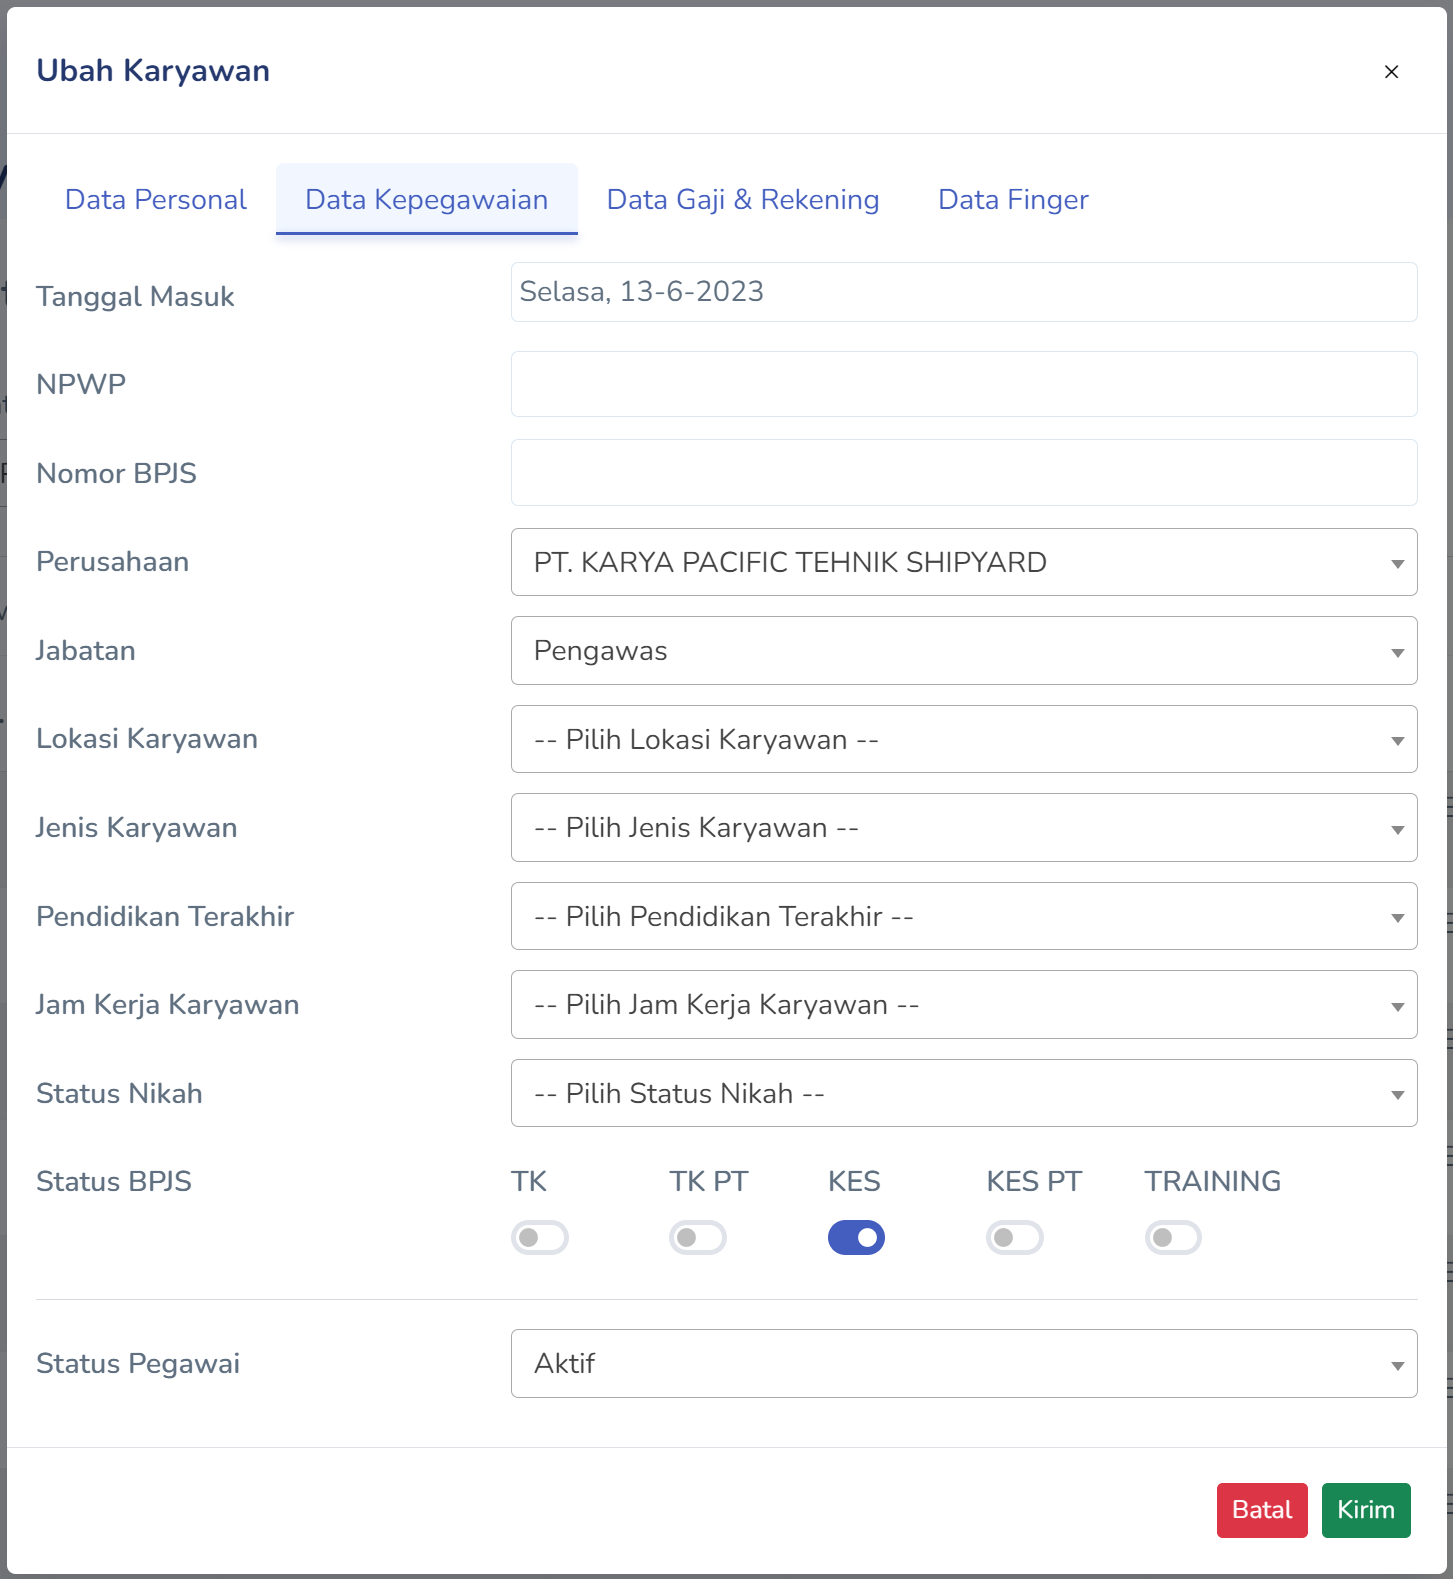 Ubah Karyawan
Data Personal
Data Kepegawaian
Data Gaji & Rekening
Data Finger
Tanggal Masuk
Selasa, 13-6-2023
NPWP
Nomor BPJS
Perusahaan
PT. KARYA PACIFIC TEHNIK SHIPYARD
Jabatan
Pengawas
Lokasi Karyawan
-- Pilih Lokasi Karyawan --
Jenis Karyawan
-- Pilih Jenis Karyawan --
Pendidikan Terakhir
-- Pilih Pendidikan Terakhir --
Jam Kerja Karyawan
-- Pilih Jam Kerja Karyawan --
Status Nikah
-- Pilih Status Nikah --
Status BPJS
TK
TK PT
KES
KES PT
TRAINING
Status Pegawai
Aktif
Batal
Kirim